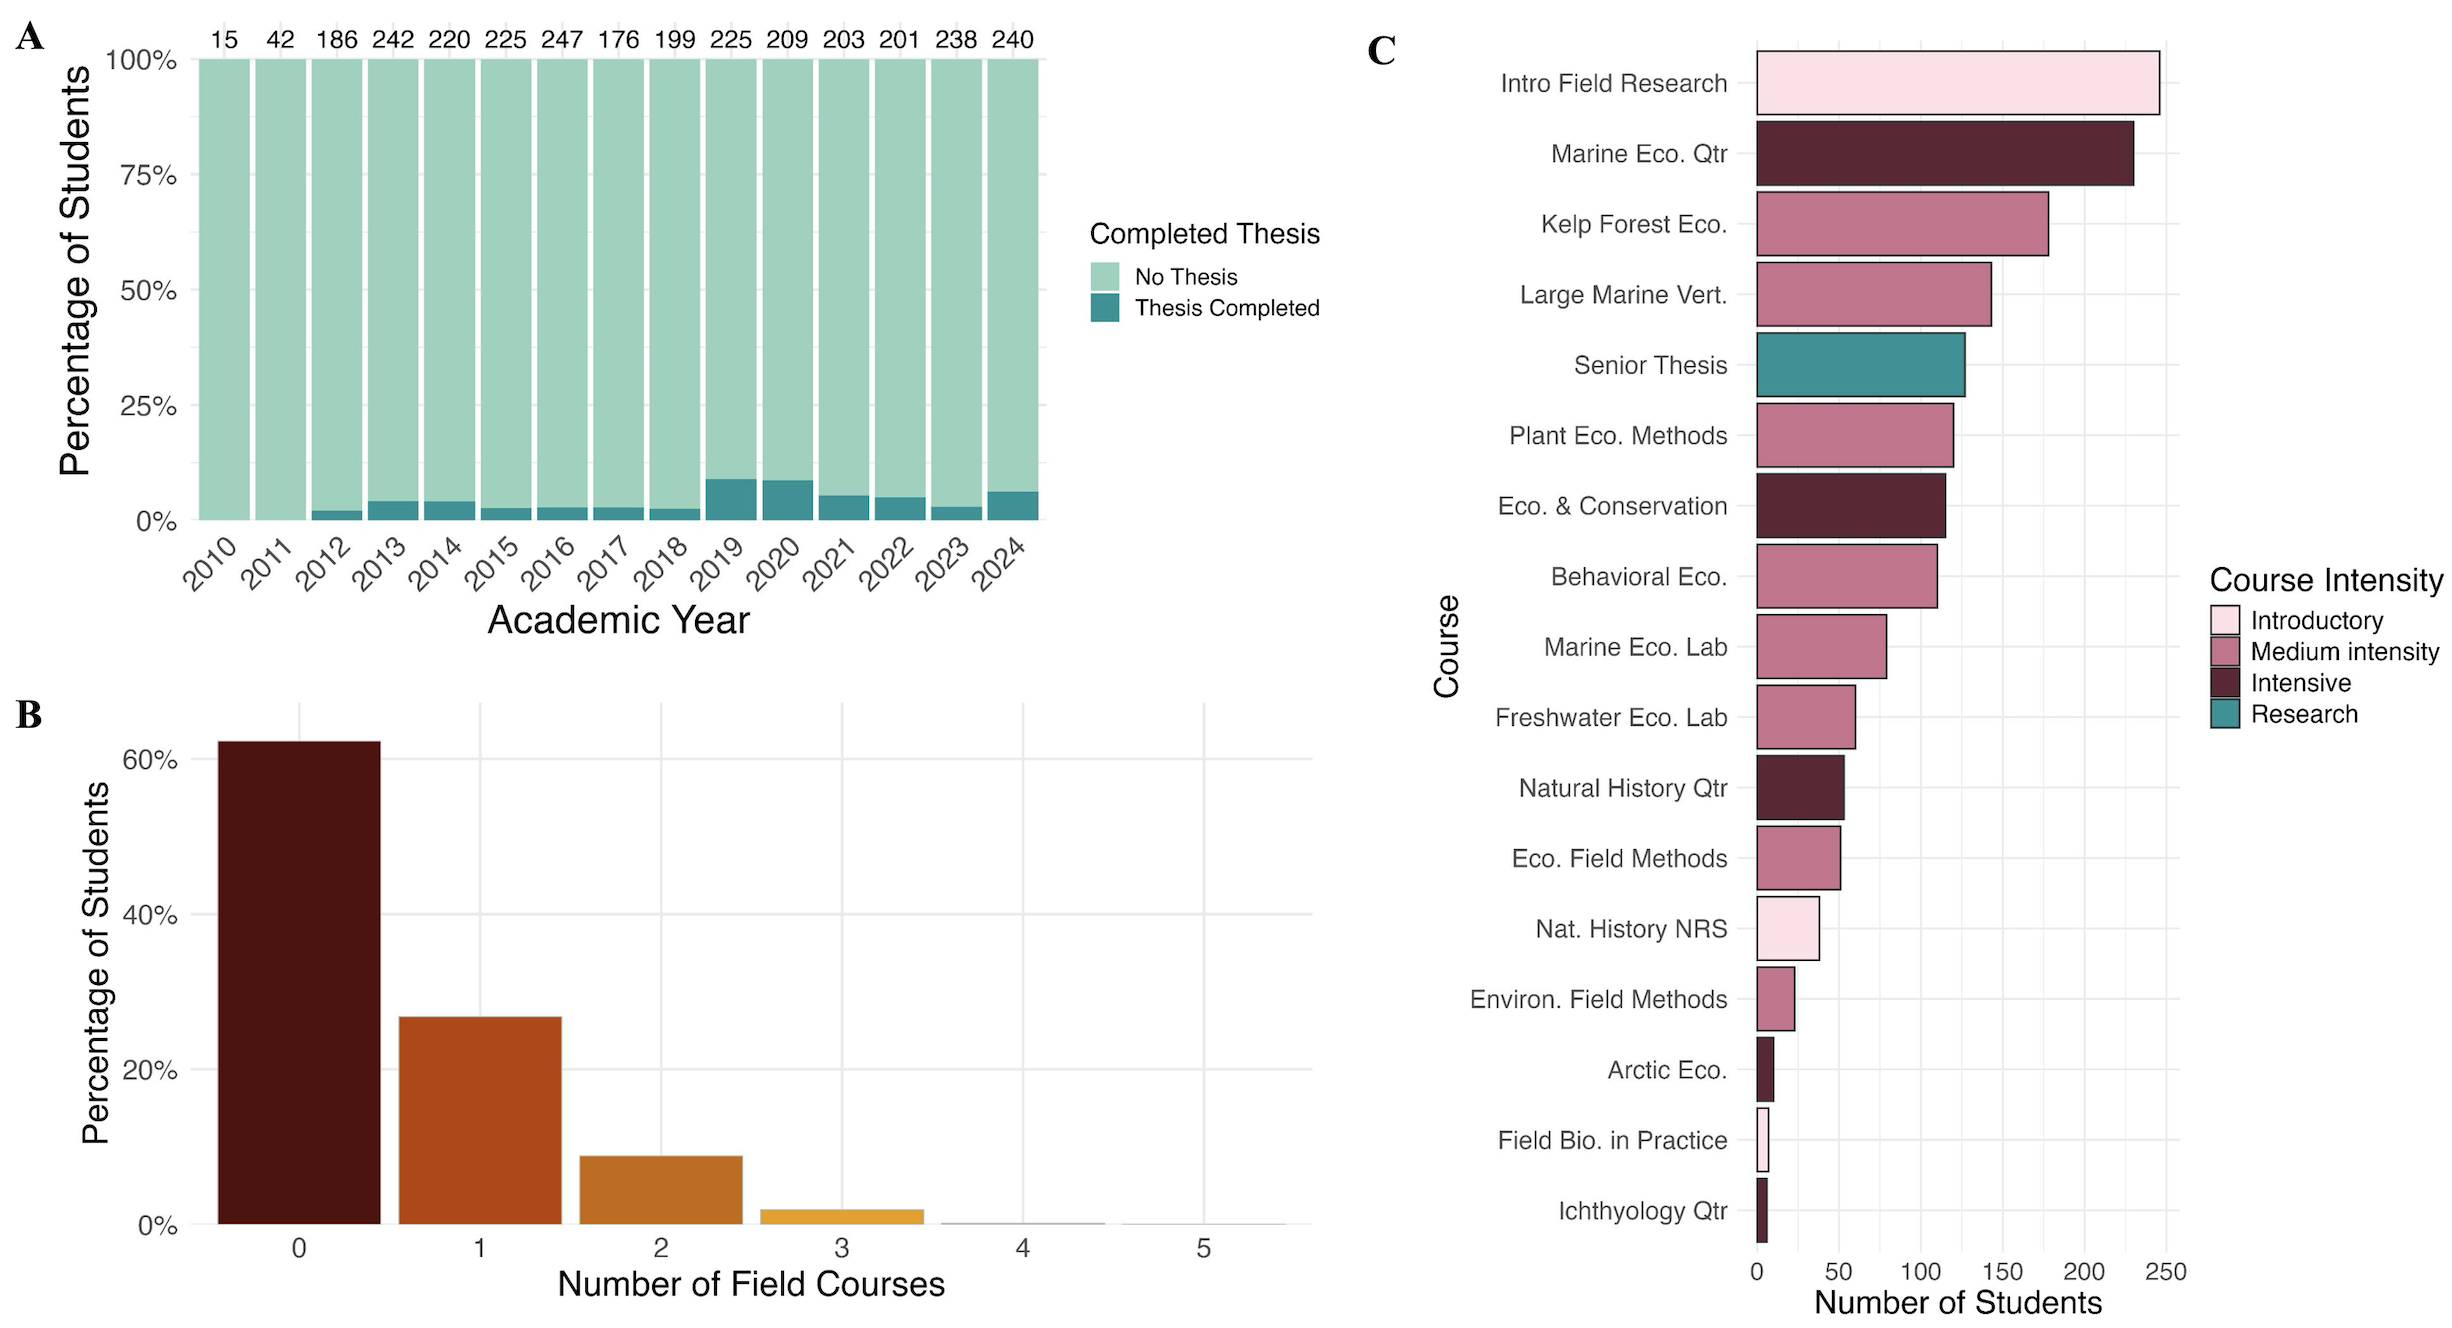 A
15 42 186 242 220 225 247 176 199 225 209 203 201 238 240
Percentage of Students
100%
75%
50%
25%
0%
2010 2011 2012 2013 2014 2015 2016 2017 2018 2019 2020 2021 2022 2023 2024
Academic Year
Completed Thesis
No Thesis
Thesis Completed
B
Percentage of Students
60%
40%
20%
0%
0 1 2 3 4 5
Number of Field Courses
C
Course
Intro Field Research
Marine Eco. Qtr
Kelp Forest Eco.
Large Marine Vert.
Senior Thesis
Plant Eco. Methods
Eco. & Conservation
Behavioral Eco.
Marine Eco. Lab
Freshwater Eco. Lab
Natural History Qtr
Eco. Field Methods
Nat. History NRS
Environ. Field Methods
Arctic Eco.
Field Bio. in Practice
Ichthyology Qtr
0 50 100 150 200 250
Number of Students
Course Intensity
Introductory
Medium intensity
Intensive
Research